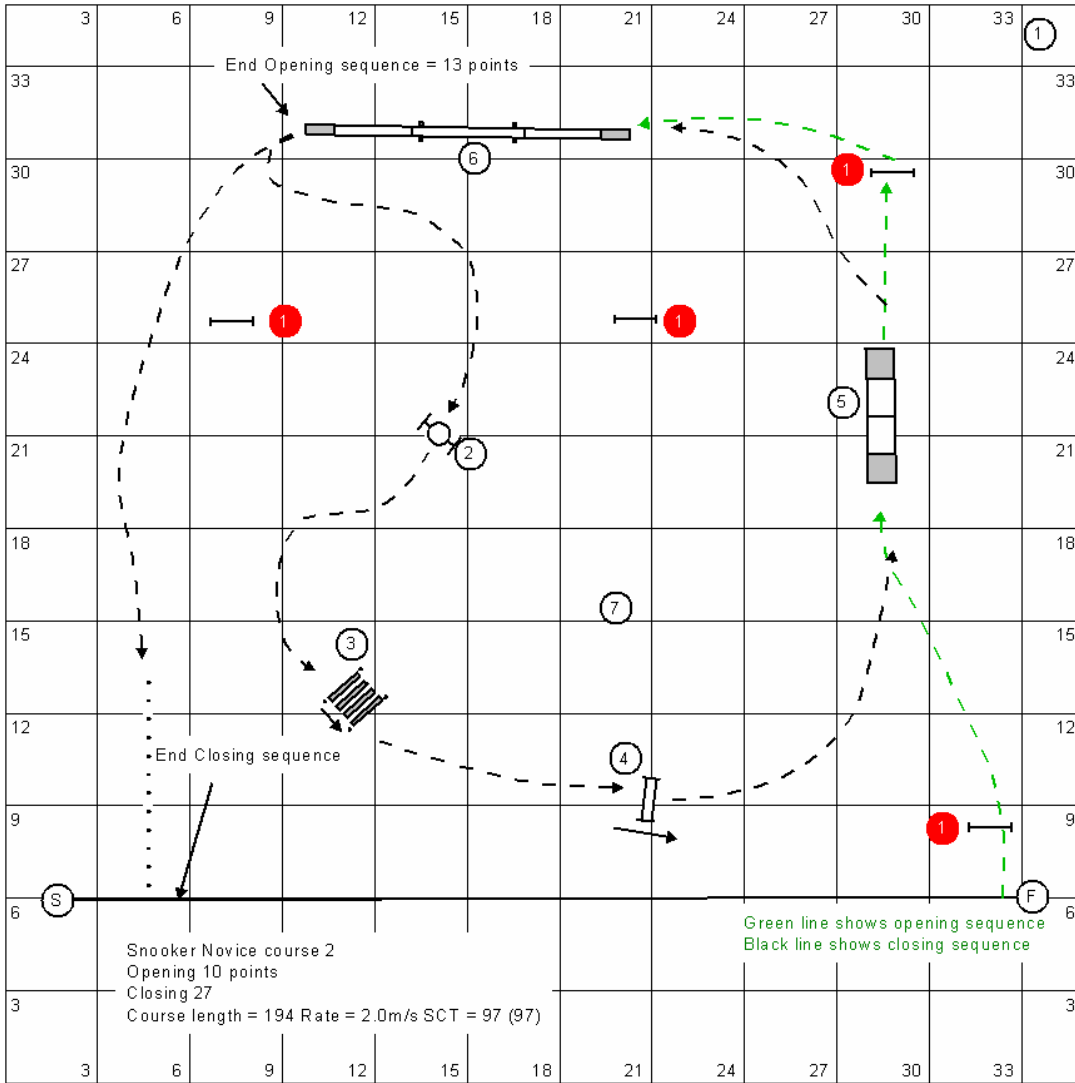 3 6 9 12 15 18 21 24 27 30 33 1
33 33
End Opening sequence = 13 points
30 6 1 30
27 27
1 1
24 24
5
21 2 21
18 18
7
15 3 15
12 12
End Closing sequence 4
9 1 9
S F
6 6
Green line shows opening sequence
Black line shows closing sequence
Snooker Novice course 2
Opening 10 points
Closing 27
3 3
Course length = 194 Rate = 2.0m/s SCT = 97 (97)
3 6 9 12 15 18 21 24 27 30 33